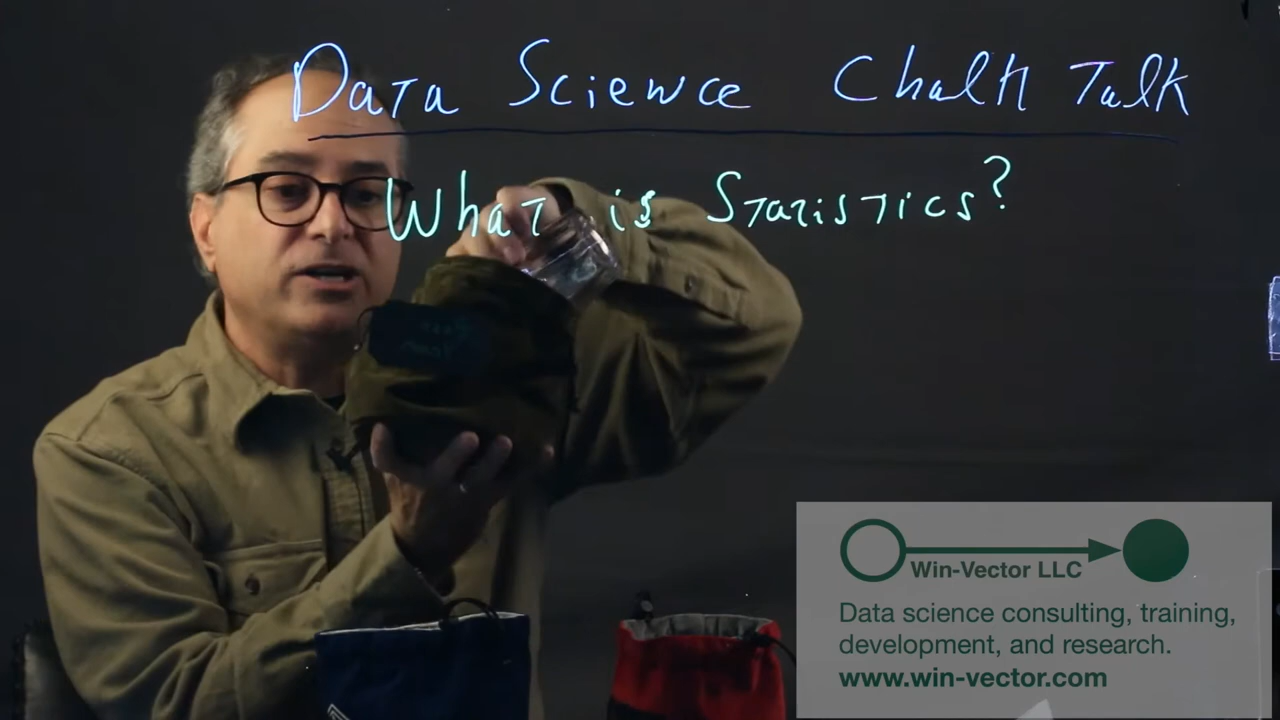 Data Science Chalk Talk
What is Statistics?
Win-Vector LLC
Data science consulting, training,
development, and research.
www.win-vector.com